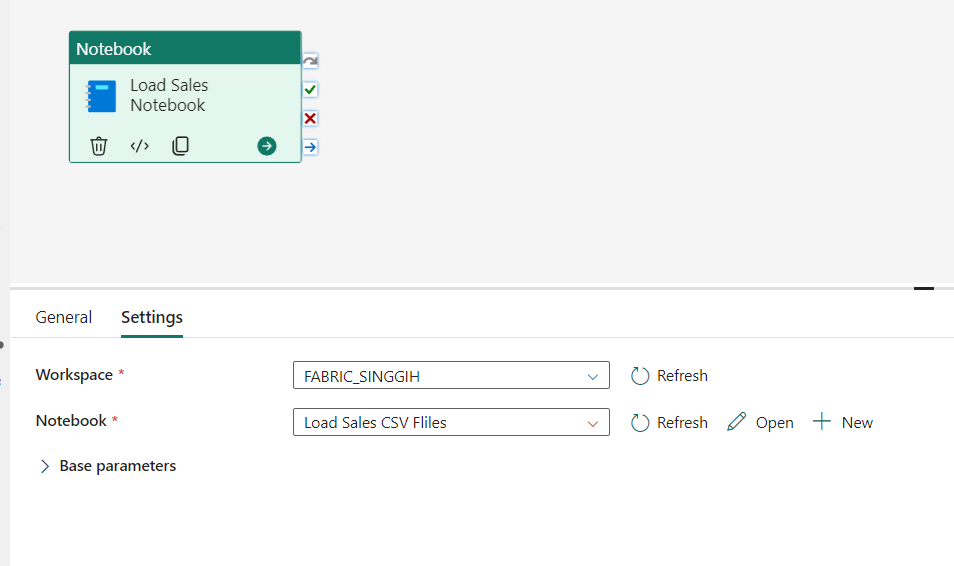 Notebook
Load Sales
Notebook
General Settings
Workspace * FABRIC_SINGGIH Refresh
Notebook * Load Sales CSV Fliles Refresh Open New
Base parameters